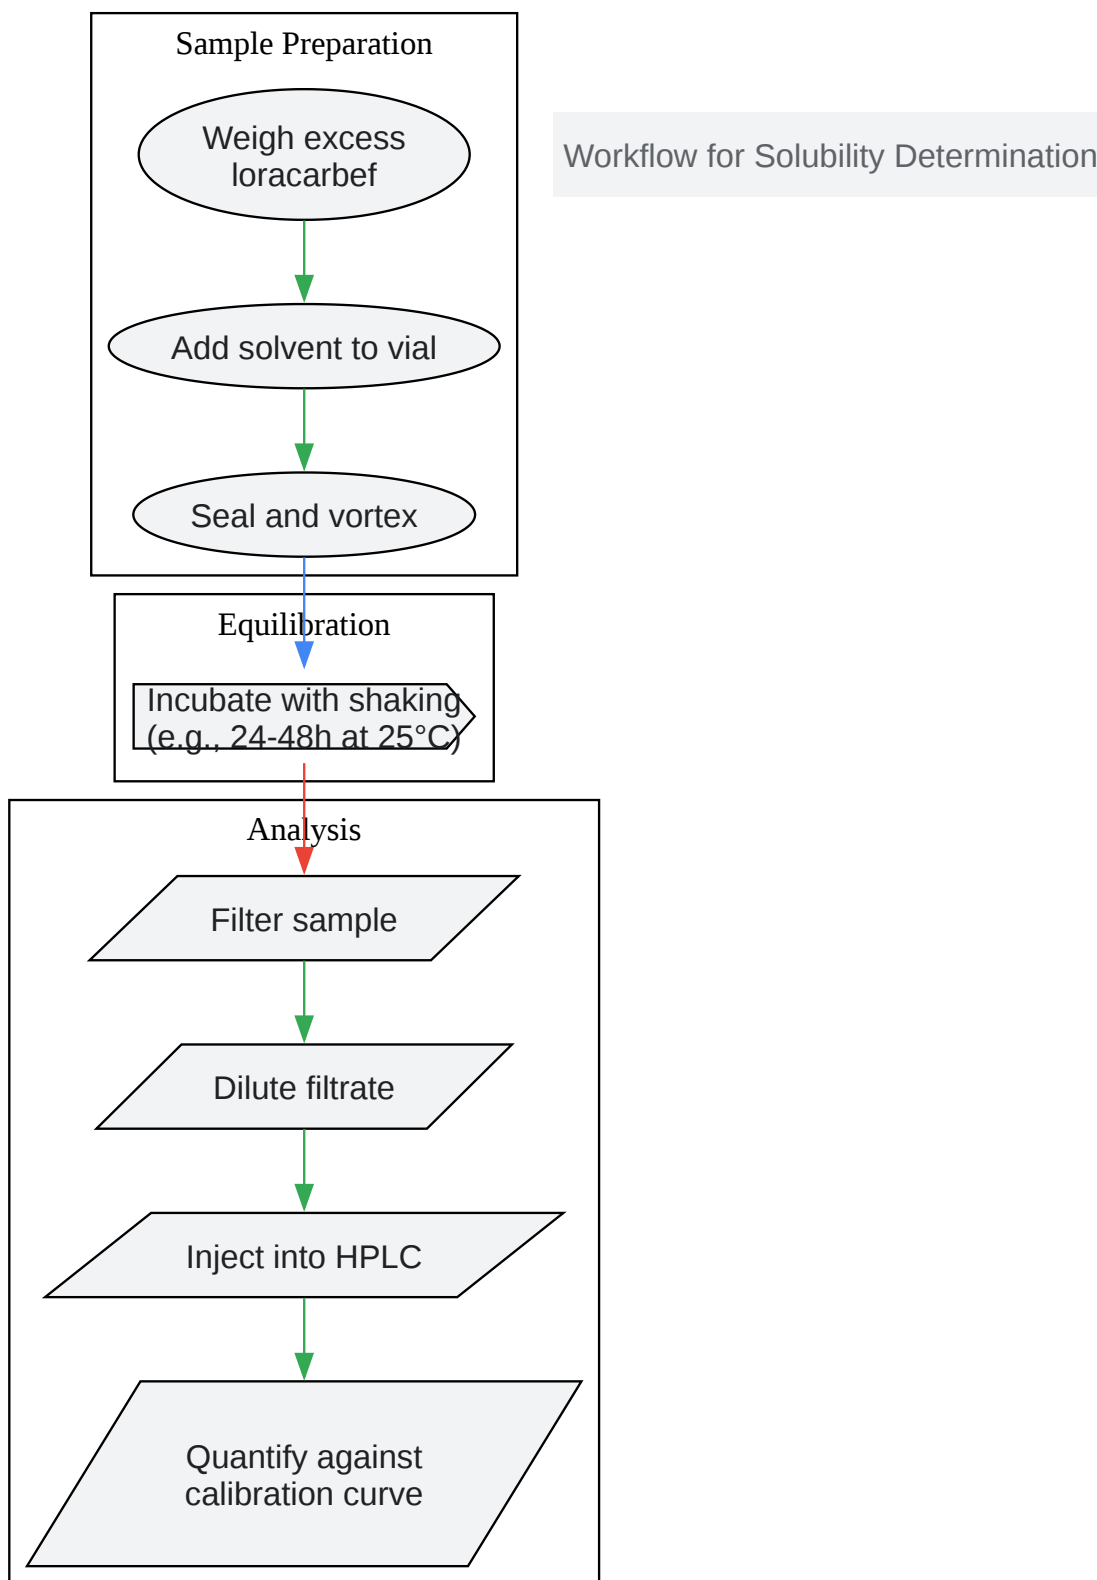 Sample Preparation
Weigh excess
loracarbef
Workflow for Solubility Determination
Add solvent to vial
Seal and vortex
Equilibration
Incubate with shaking
(e.g., 24-48h at 25°C)
Analysis
Filter sample
Dilute filtrate
Inject into HPLC
Quantify against
calibration curve